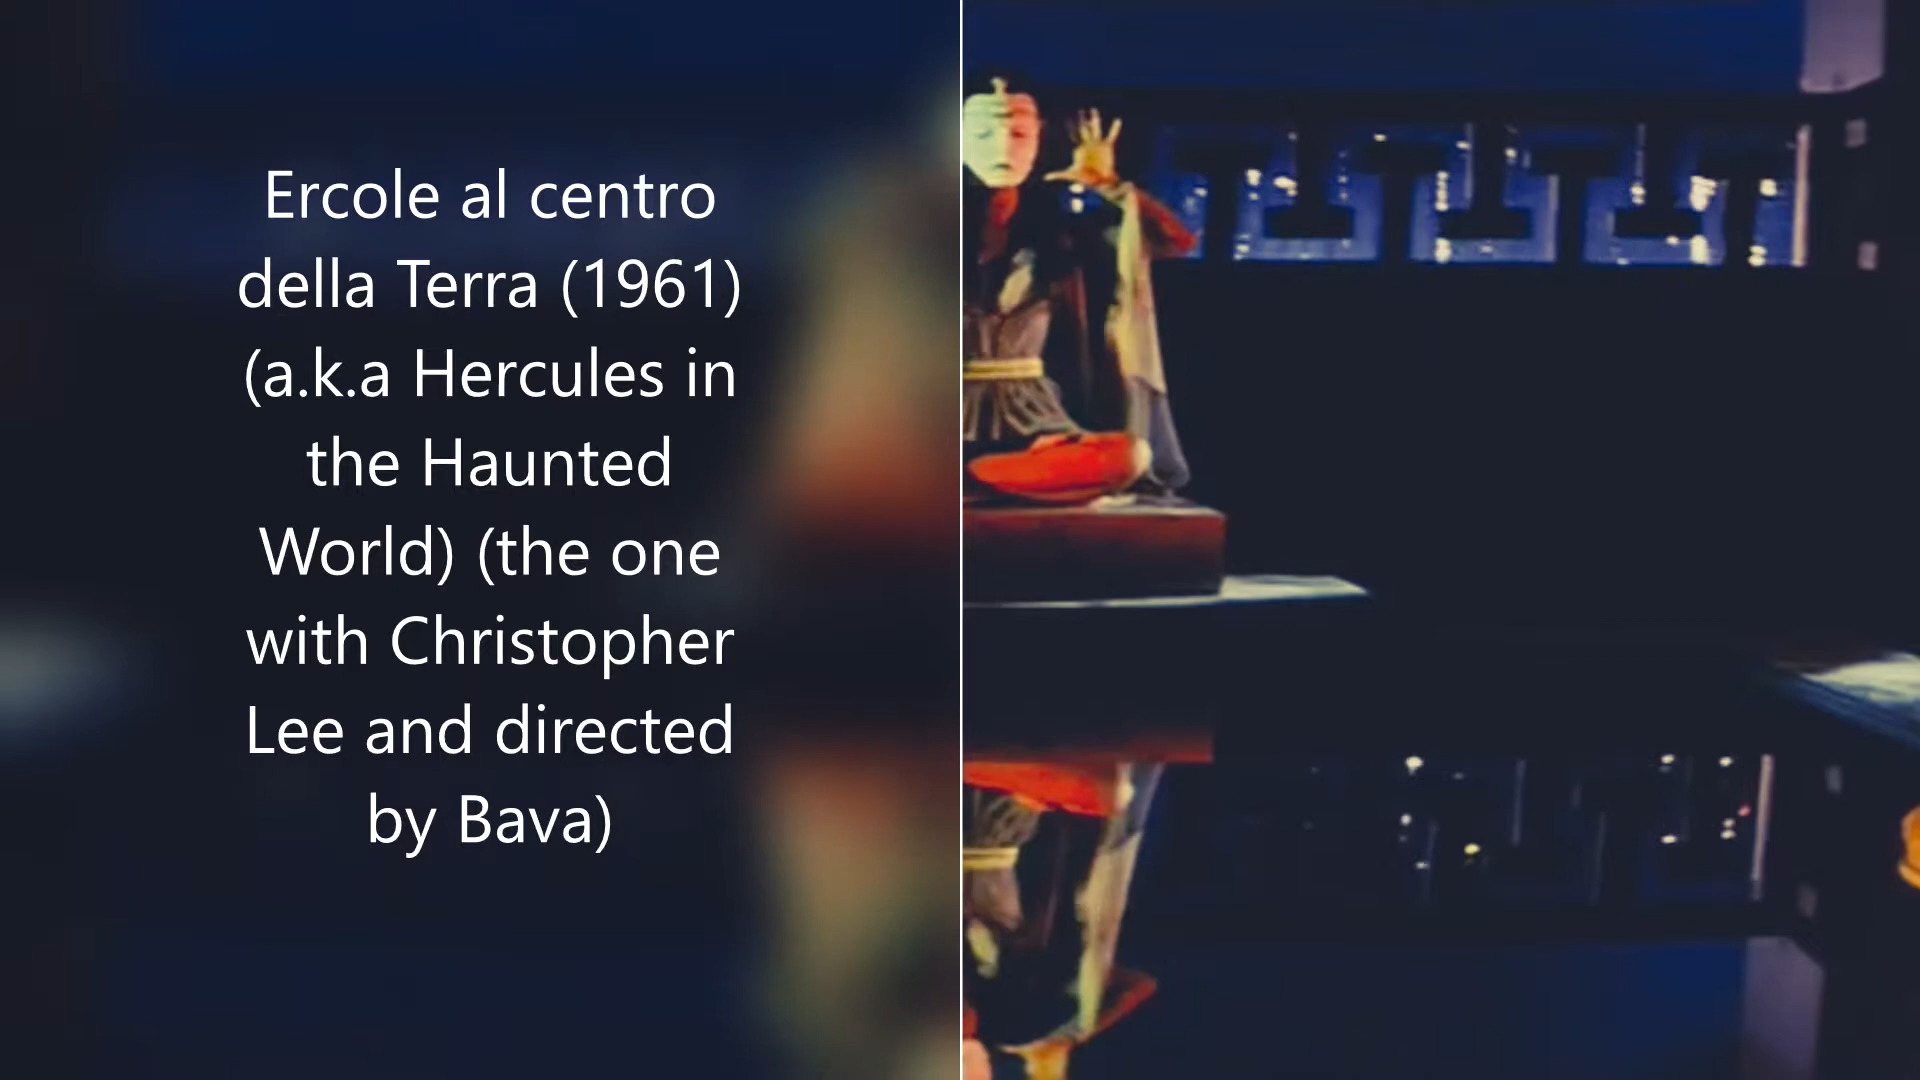 Ercole al centro
della Terra (1961)
(a.k.a Hercules in
the Haunted
World) (the one
with Christopher
Lee and directed
by Bava)